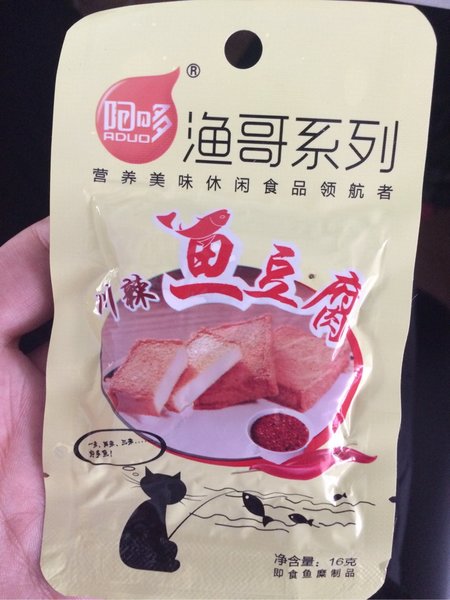 阿哆
ADUO
®
渔哥系列
营养美味休闲食品领航者
川辣鱼豆腐
净含量：16克
即食鱼糜制品